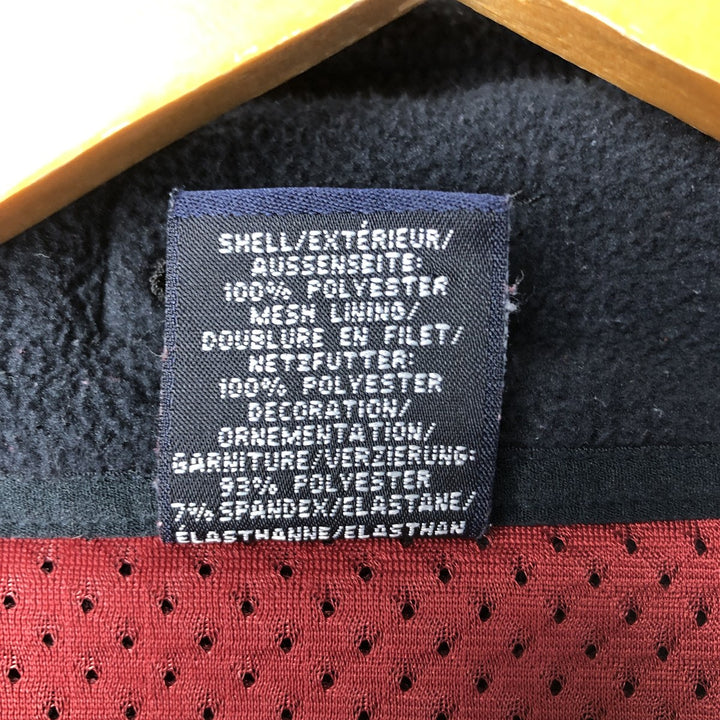 SHELL/EXTÉRIEUR/
AUSSENSEITE:
100% POLYESTER
MESH LINING/
DOUBLURE EN FILET/
NETZFUTTER:
100% POLYESTER
DECORATION/
ORNEMENTATION/
GARNITURE/VERZIERUNG:
93% POLYESTER
7% SPANDEX/ELASTANE/
ÉLASTHANNE/ELASTHAN